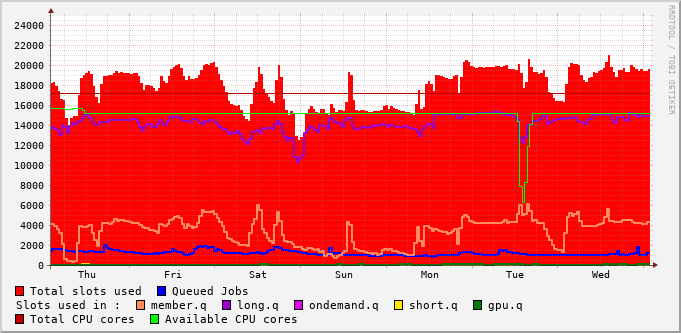 24000
22000
20000
18000
16000
14000
12000
10000
8000
6000
4000
2000
0
Thu Fri Sat Sun Mon Tue Wed
Total slots used Queued Jobs
Slots used in : member.q long.q ondemand.q short.q gpu.q
Total CPU cores Available CPU cores
RRDTOOL / TOBI OETIKER